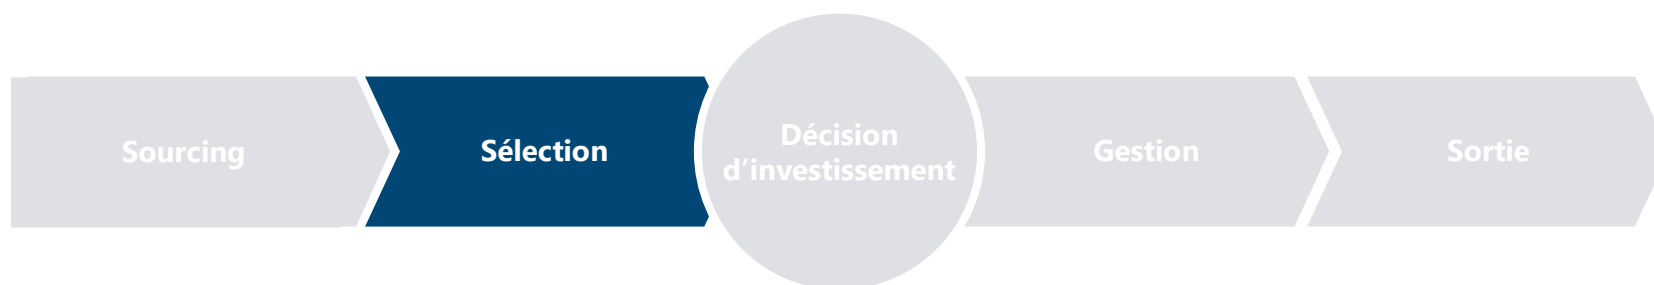 Sourcing
Sélection
Décision
d’investissement
Gestion
Sortie